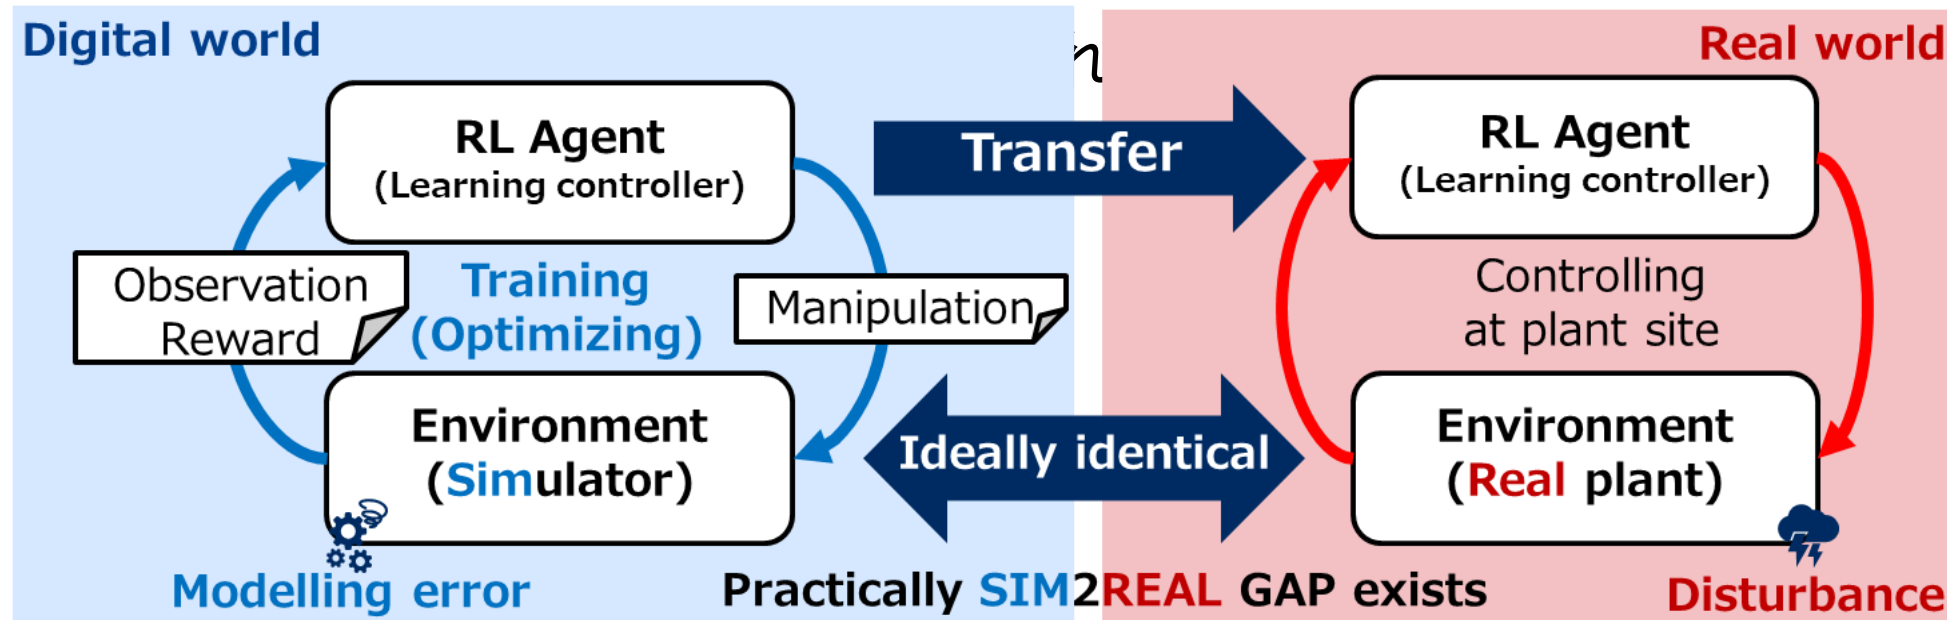 Digital world
Real world
RL Agent
(Learning controller)
Transfer
RL Agent
(Learning controller)
Observation
Reward
Training
(Optimizing)
Manipulation
Controlling
at plant site
Environment
(Simulator)
Ideally identical
Environment
(Real plant)
Modelling error
Practically SIM2REAL GAP exists
Disturbance